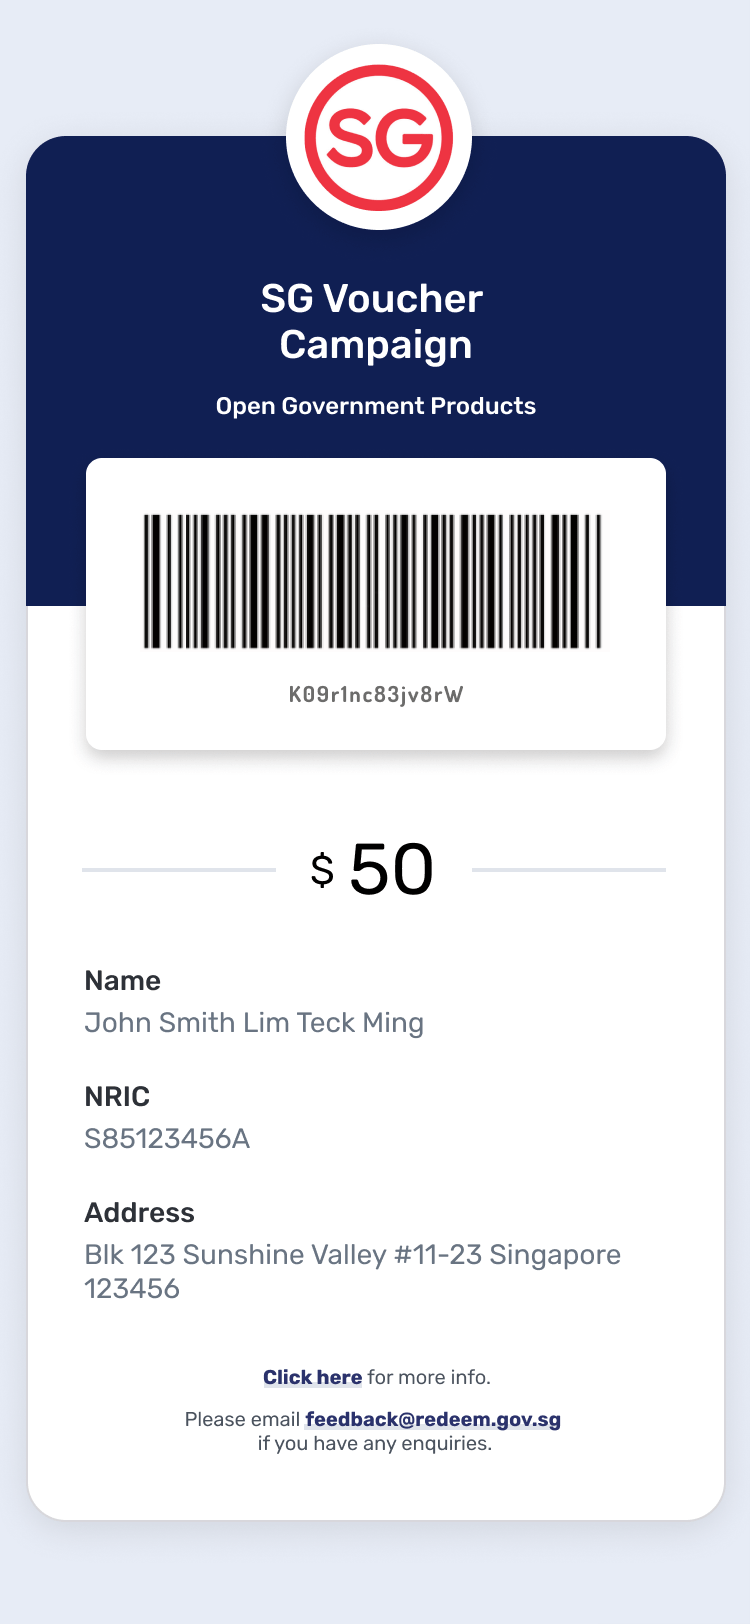 SG
SG Voucher
Campaign
Open Government Products
K09r1nc83jv8rW
$ 50
Name
John Smith Lim Teck Ming
NRIC
S85123456A
Address
Blk 123 Sunshine Valley #11-23 Singapore
123456
Click here for more info.
Please email feedback@redeem.gov.sg
if you have any enquiries.